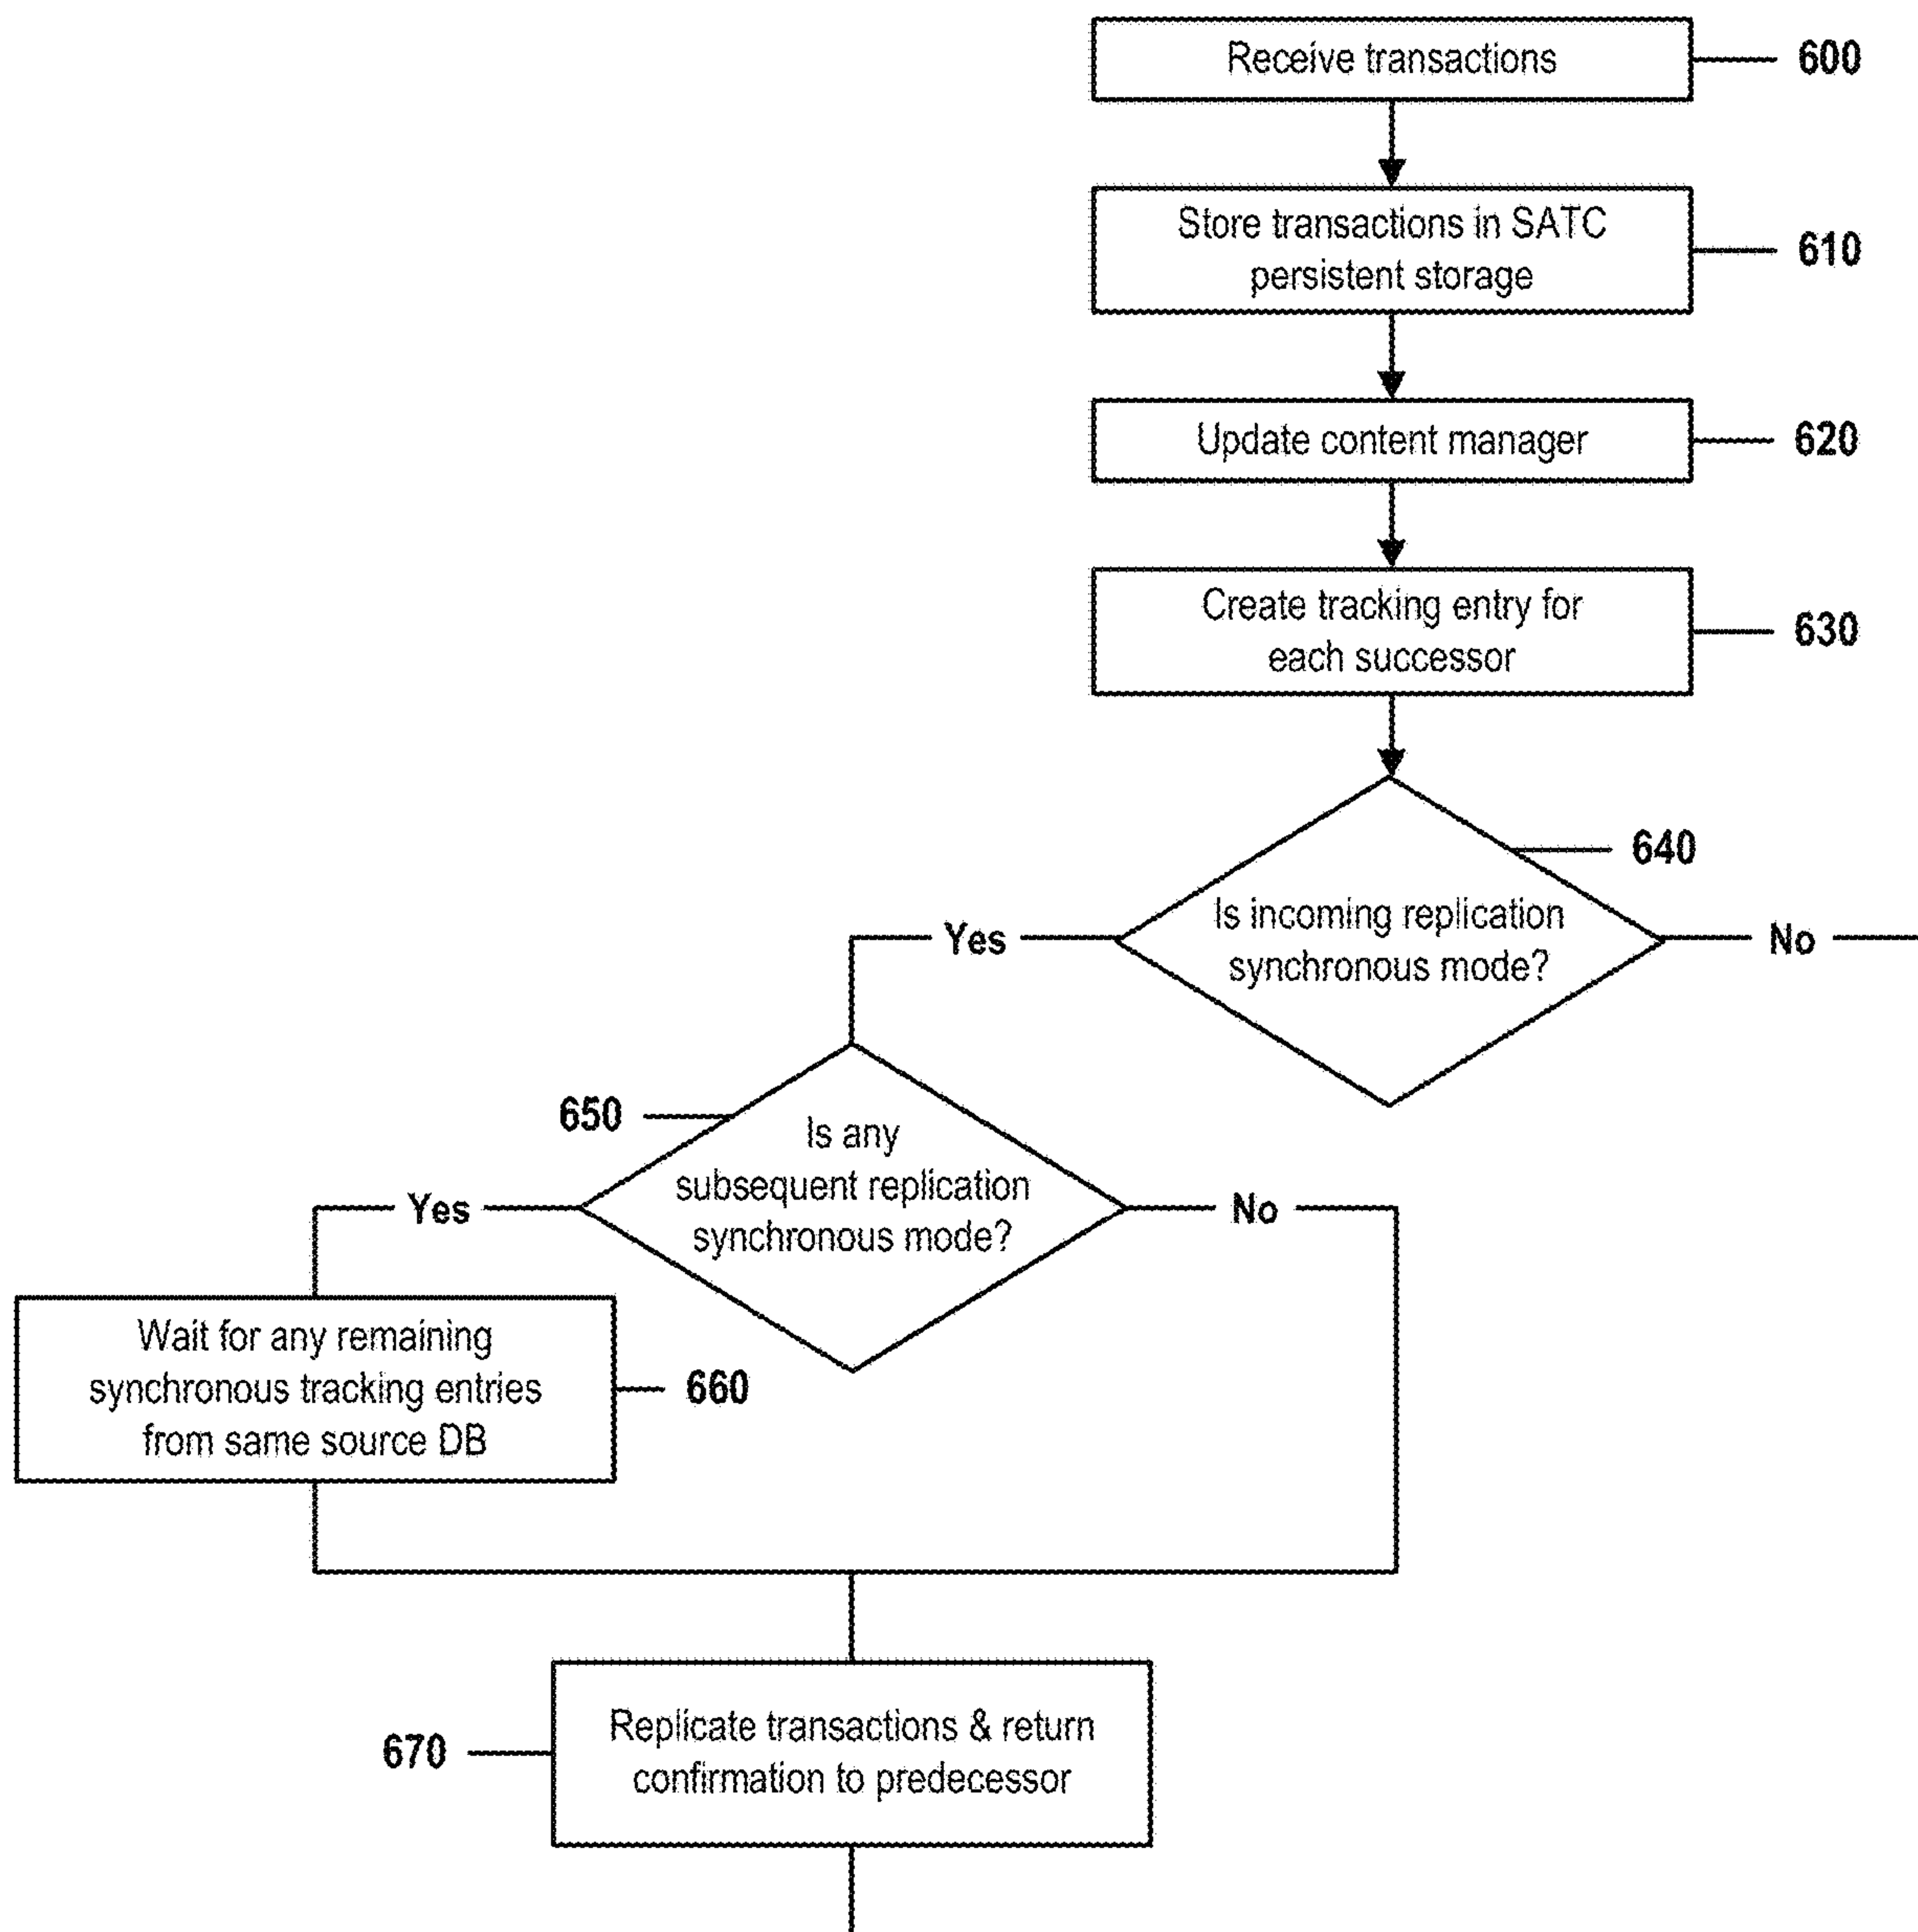 Receive transactions
600
Store transactions in SATC
persistent storage
610
Update content manager
620
Create tracking entry for
each successor
630
640
Is incoming replication
synchronous mode?
Yes
No
650
Is any
subsequent replication
synchronous mode?
Yes
No
Wait for any remaining
synchronous tracking entries
from same source DB
660
Replicate transactions & return
confirmation to predecessor
670